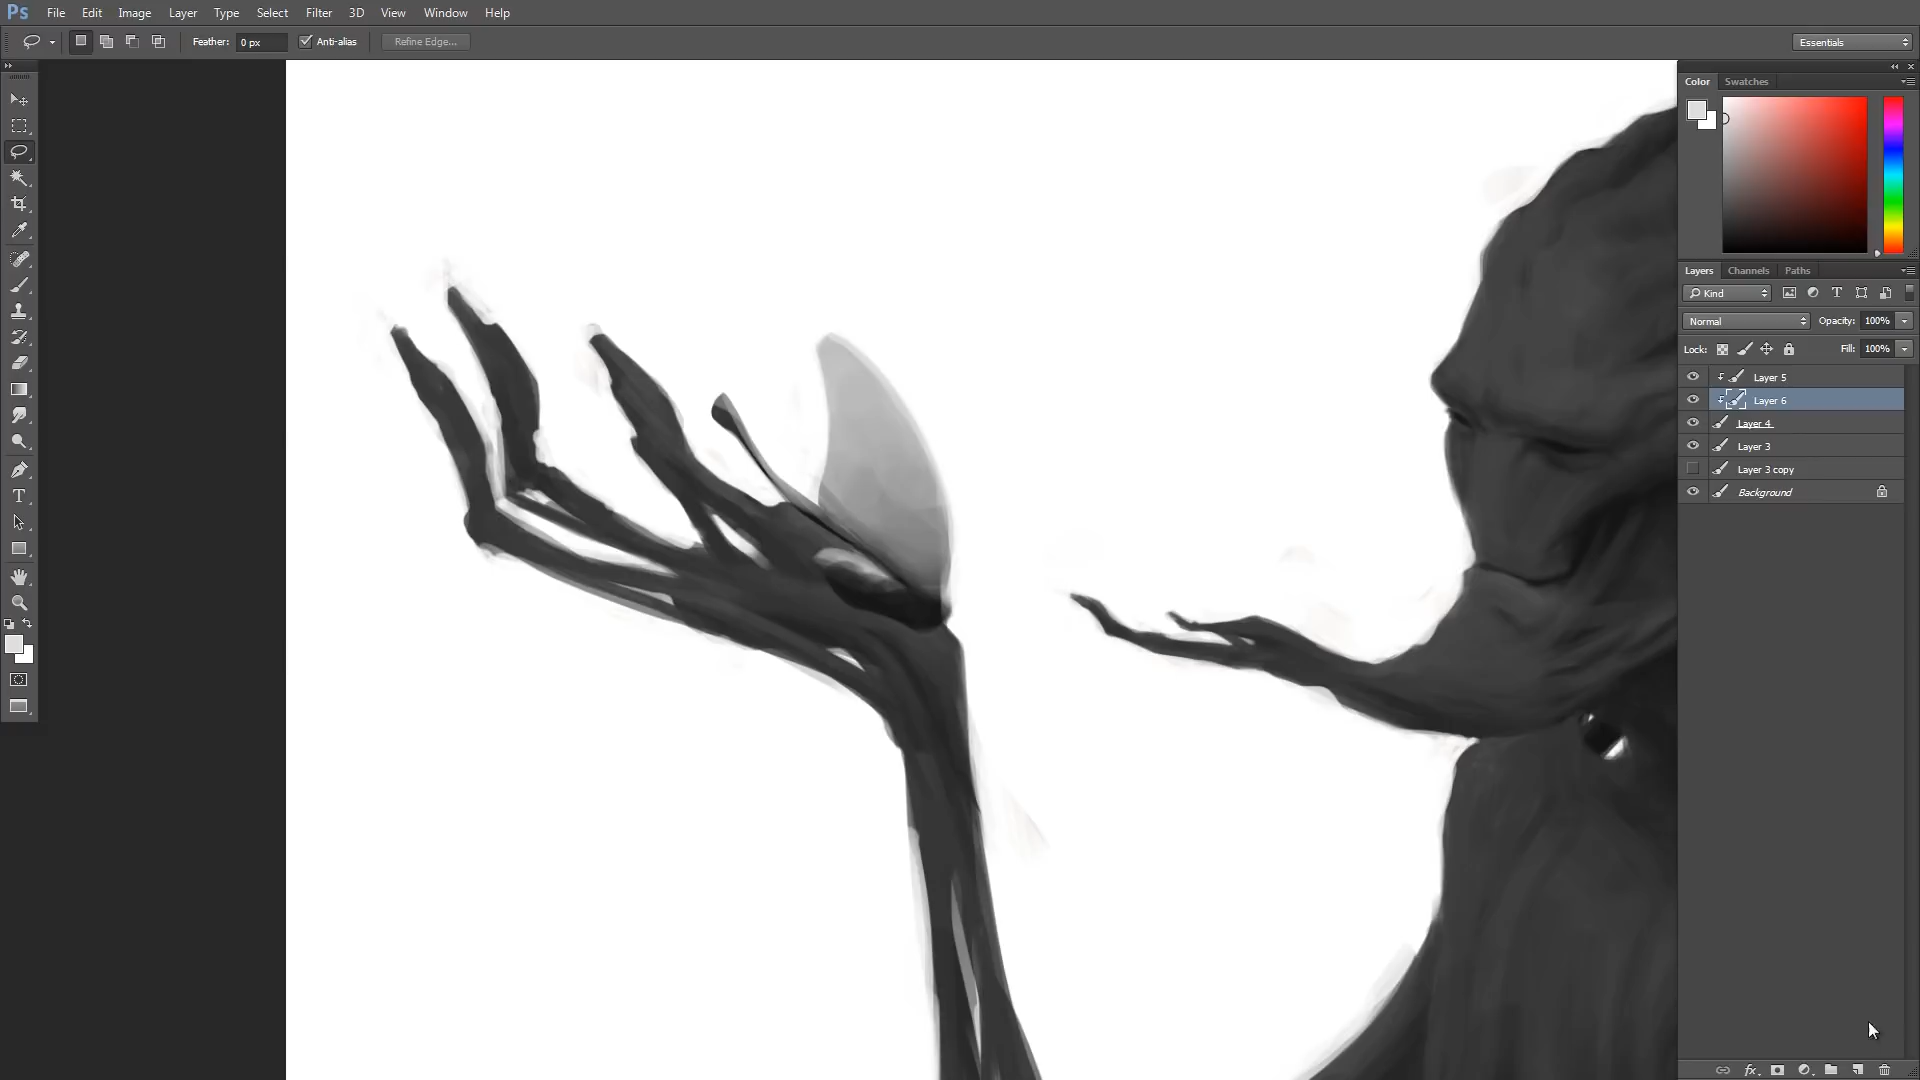 Ps File Edit Image Layer Type Select Filter 3D View Window Help
Feather: 0 px Anti-alias Refine Edge... Essentials
Color Swatches
Layers Channels Paths
Kind T
Normal Opacity: 100%
Lock: Fill: 100%
Layer 5
Layer 6
Layer 4
Layer 3
Layer 3 copy
Background
T
fx